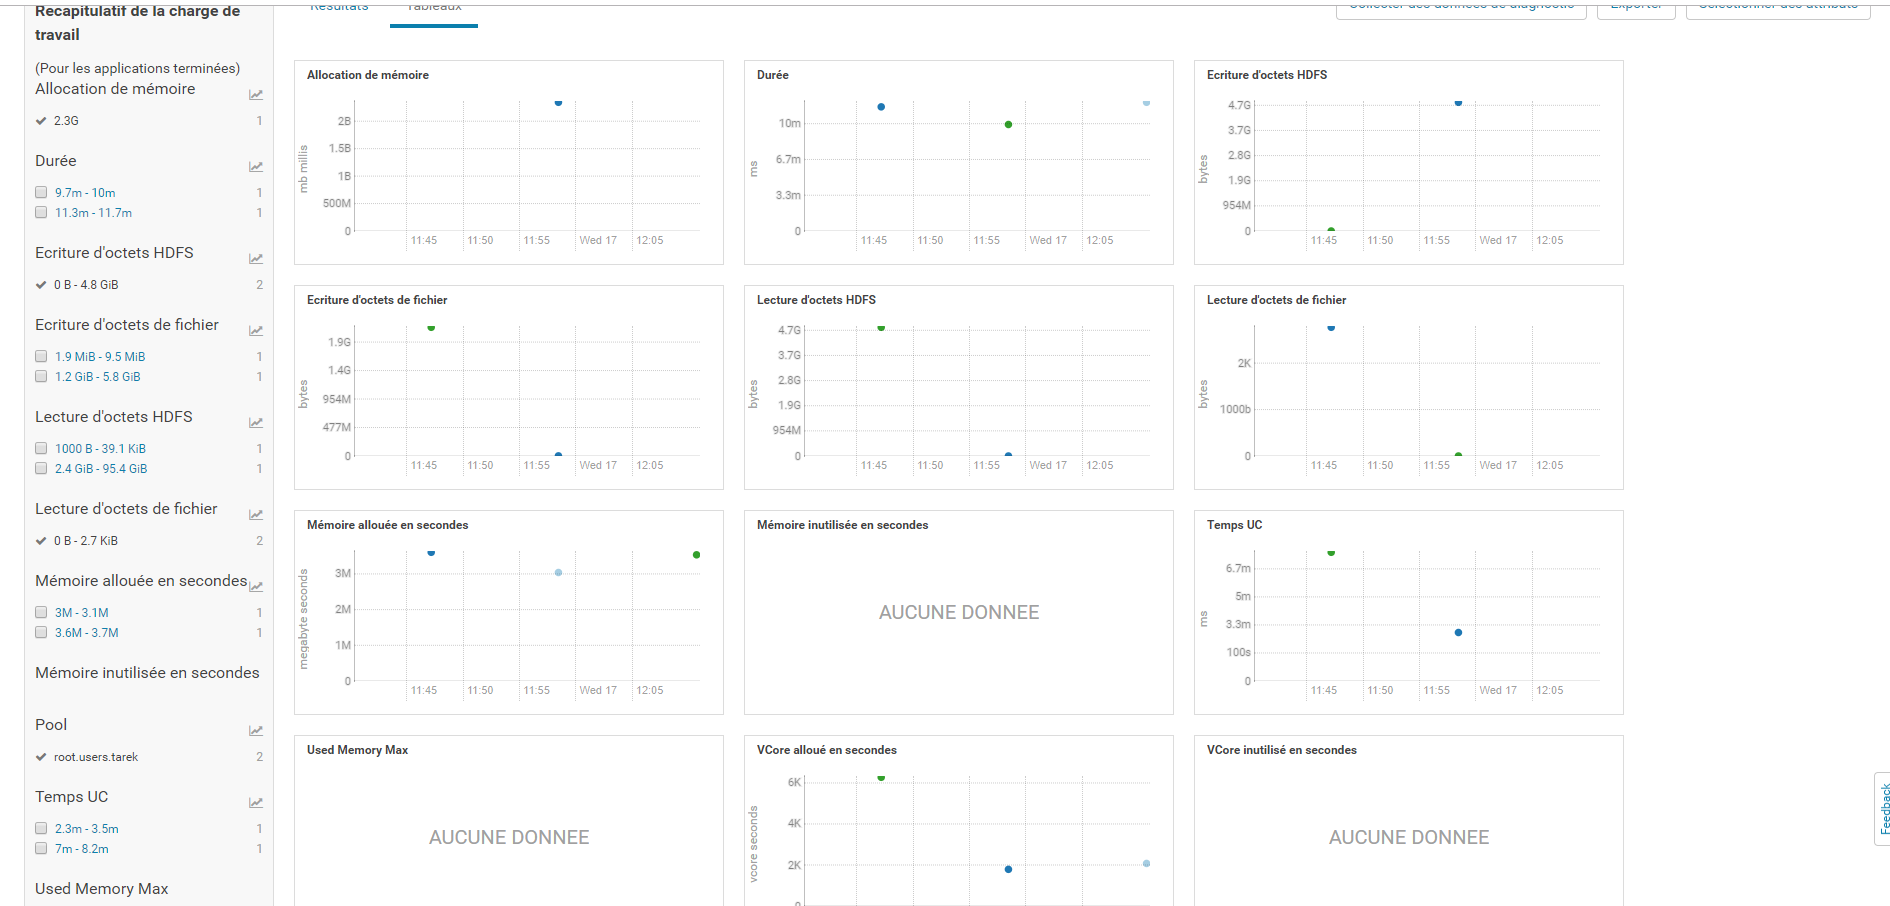 Résultats
Tableaux
Collecter des données de diagnostic
Exporter
Sélectionner des attributs
Recapitulatif de la charge de
travail
(Pour les applications terminées)
Allocation de mémoire
2.3G 1
Durée
9.7m - 10m 1
11.3m - 11.7m 1
Ecriture d'octets HDFS
0 B - 4.8 GiB 2
Ecriture d'octets de fichier
1.9 MiB - 9.5 MiB 1
1.2 GiB - 5.8 GiB 1
Lecture d'octets HDFS
1000 B - 39.1 KiB 1
2.4 GiB - 95.4 GiB 1
Lecture d'octets de fichier
0 B - 2.7 KiB 2
Mémoire allouée en secondes
3M - 3.1M 1
3.6M - 3.7M 1
Mémoire inutilisée en secondes
Pool
root.users.tarek 2
Temps UC
2.3m - 3.5m 1
7m - 8.2m 1
Used Memory Max
Allocation de mémoire
mb millis
2B
1.5B
1B
500M
0
11:45 11:50 11:55 Wed 17 12:05
Durée
ms
10m
6.7m
3.3m
0
11:45 11:50 11:55 Wed 17 12:05
Ecriture d'octets HDFS
bytes
4.7G
3.7G
2.8G
1.9G
954M
0
11:45 11:50 11:55 Wed 17 12:05
Ecriture d'octets de fichier
bytes
1.9G
1.4G
954M
477M
0
11:45 11:50 11:55 Wed 17 12:05
Lecture d'octets HDFS
bytes
4.7G
3.7G
2.8G
1.9G
954M
0
11:45 11:50 11:55 Wed 17 12:05
Lecture d'octets de fichier
bytes
2K
1000b
0
11:45 11:50 11:55 Wed 17 12:05
Mémoire allouée en secondes
megabyte seconds
3M
2M
1M
0
11:45 11:50 11:55 Wed 17 12:05
Mémoire inutilisée en secondes
AUCUNE DONNEE
Temps UC
ms
6.7m
5m
3.3m
100s
0
11:45 11:50 11:55 Wed 17 12:05
Used Memory Max
AUCUNE DONNEE
VCore alloué en secondes
vcore seconds
6K
4K
2K
0
VCore inutilisé en secondes
AUCUNE DONNEE
Feedback